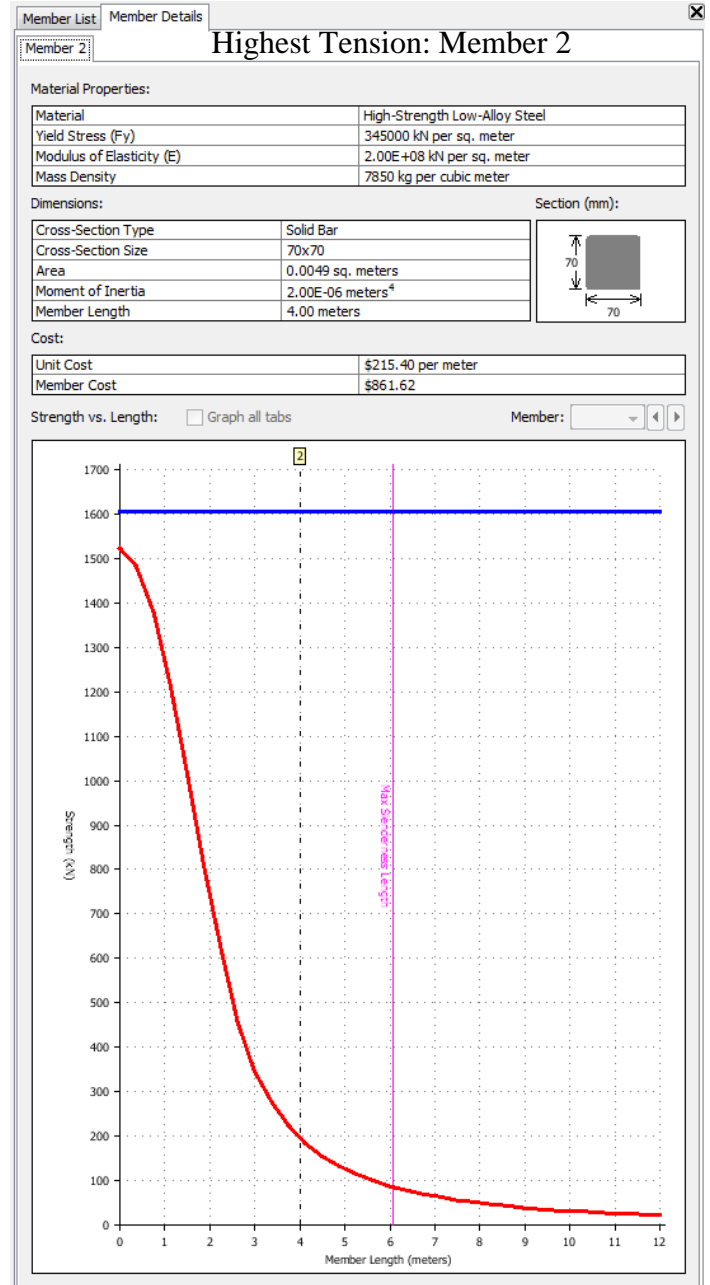 Member List Member Details
Member 2 Highest Tension: Member 2
Material Properties:
Material High-Strength Low-Alloy Steel
Yield Stress (Fy) 345000 kN per sq. meter
Modulus of Elasticity (E) 2.00E+08 kN per sq. meter
Mass Density 7850 kg per cubic meter
Dimensions: Section (mm):
Cross-Section Type Solid Bar
Cross-Section Size 70x70
Area 0.0049 sq. meters
Moment of Inertia 2.00E-06 meters⁴
Member Length 4.00 meters
70
70
Cost:
Unit Cost $215.40 per meter
Member Cost $861.62
Strength vs. Length: Graph all tabs Member:
2
1700
1600
1500
1400
1300
1200
1100
1000
900
800
700
600
500
400
300
200
100
0
Strength (kN)
Max Slenderness Length
0 1 2 3 4 5 6 7 8 9 10 11 12
Member Length (meters)